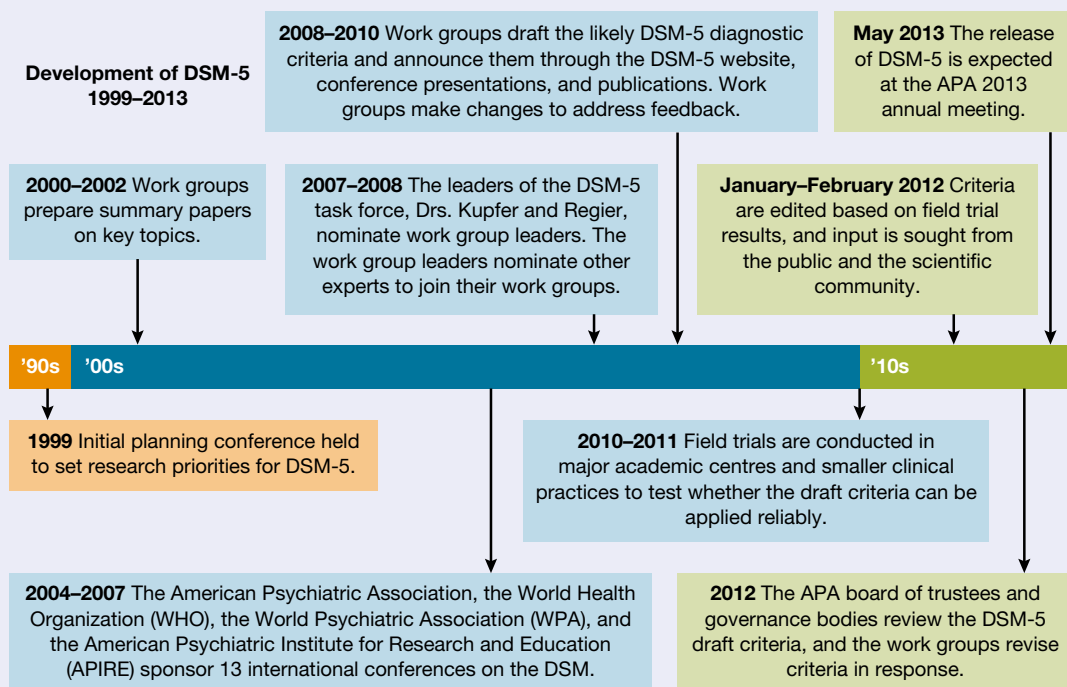 Development of DSM-5
1999–2013
2008–2010 Work groups draft the likely DSM-5 diagnostic
criteria and announce them through the DSM-5 website,
conference presentations, and publications. Work
groups make changes to address feedback.
May 2013 The release
of DSM-5 is expected
at the APA 2013
annual meeting.
2000–2002 Work groups
prepare summary papers
on key topics.
2007–2008 The leaders of the DSM-5
task force, Drs. Kupfer and Regier,
nominate work group leaders. The
work group leaders nominate other
experts to join their work groups.
January–February 2012 Criteria
are edited based on field trial
results, and input is sought from
the public and the scientific
community.
’90s
’00s
’10s
1999 Initial planning conference held
to set research priorities for DSM-5.
2010–2011 Field trials are conducted in
major academic centres and smaller clinical
practices to test whether the draft criteria can be
applied reliably.
2004–2007 The American Psychiatric Association, the World Health
Organization (WHO), the World Psychiatric Association (WPA), and
the American Psychiatric Institute for Research and Education
(APIRE) sponsor 13 international conferences on the DSM.
2012 The APA board of trustees and
governance bodies review the DSM-5
draft criteria, and the work groups revise
criteria in response.